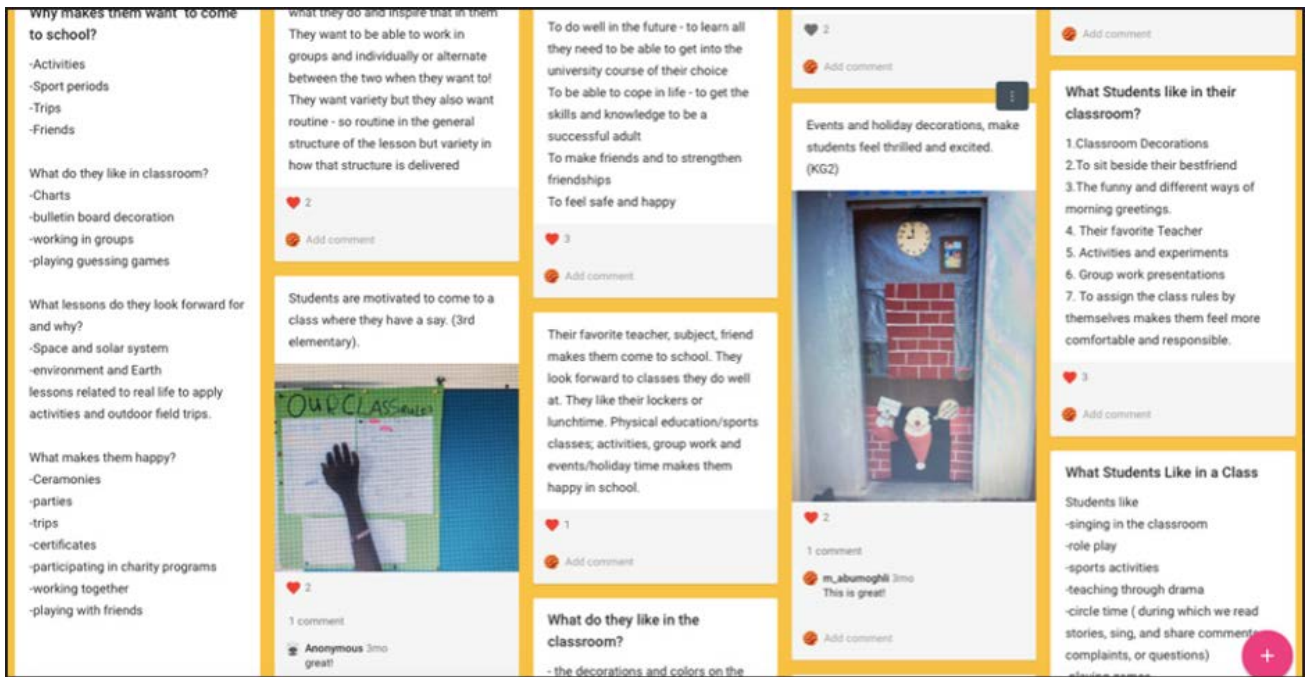 Why makes them want to come
to school?
-Activities
-Sport periods
-Trips
-Friends
What do they like in classroom?
-Charts
-bulletin board decoration
-working in groups
-playing guessing games
What lessons do they look forward for
and why?
-Space and solar system
-environment and Earth
lessons related to real life to apply
activities and outdoor field trips.
What makes them happy?
-Ceramonies
-parties
-trips
-certificates
-participating in charity programs
-working together
-playing with friends
what they do and inspire that in them
They want to be able to work in
groups and individually or alternate
between the two when they want to!
They want variety but they also want
routine - so routine in the general
structure of the lesson but variety in
how that structure is delivered
2
Add comment
Students are motivated to come to a
class where they have a say. (3rd
elementary).
OUR CLASS rules
2
1 comment
Anonymous 3mo
great!
To do well in the future - to learn all
they need to be able to get into the
university course of their choice
To be able to cope in life - to get the
skills and knowledge to be a
successful adult
To make friends and to strengthen
friendships
To feel safe and happy
3
Add comment
Their favorite teacher, subject, friend
makes them come to school. They
look forward to classes they do well
at. They like their lockers or
lunchtime. Physical education/sports
classes; activities, group work and
events/holiday time makes them
happy in school.
1
Add comment
What do they like in the
classroom?
- the decorations and colors on the
2
Add comment
Events and holiday decorations, make
students feel thrilled and excited.
(KG2)
2
1 comment
m_abumoghli 3mo
This is great!
Add comment
Add comment
What Students like in their
classroom?
1.Classroom Decorations
2.To sit beside their bestfriend
3.The funny and different ways of
morning greetings.
4. Their favorite Teacher
5. Activities and experiments
6. Group work presentations
7. To assign the class rules by
themselves makes them feel more
comfortable and responsible.
3
Add comment
What Students Like in a Class
Students like
-singing in the classroom
-role play
-sports activities
-teaching through drama
-circle time ( during which we read
stories, sing, and share comments
complaints, or questions)
-playing games